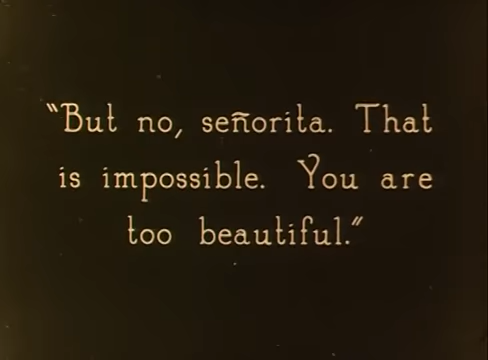 "But no, señorita. That
is impossible. You are
too beautiful."